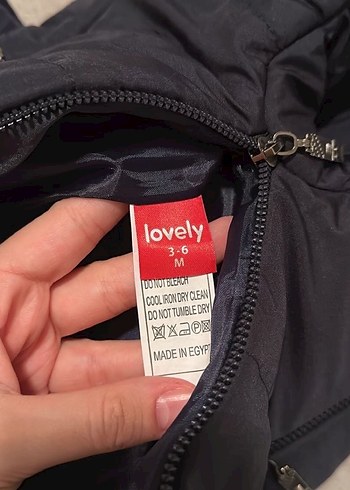 lovely
3-6
M
DO NOT BLEACH
COOL IRON DRY CLEAN
DO NOT TUMBLE DRY
MADE IN EGYPT